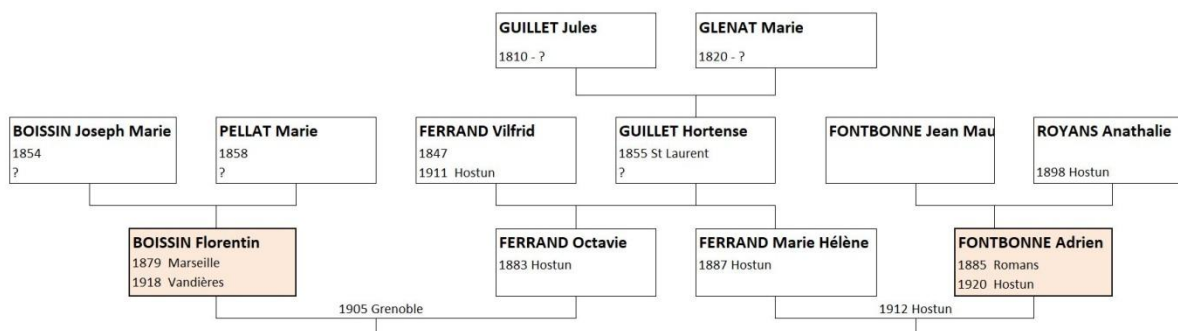 GUILLET Jules
1810 - ?
GLENAT Marie
1820 - ?
BOISSIN Joseph Marie
1854
?
PELLAT Marie
1858
?
FERRAND Vilfrid
1847
1911 Hostun
GUILLET Hortense
1855 St Laurent
?
FONTBONNE Jean Mau
ROYANS Anathalie
1898 Hostun
BOISSIN Florentin
1879 Marseille
1918 Vandières
FERRAND Octavie
1883 Hostun
FERRAND Marie Hélène
1887 Hostun
FONTBONNE Adrien
1885 Romans
1920 Hostun
1905 Grenoble
1912 Hostun